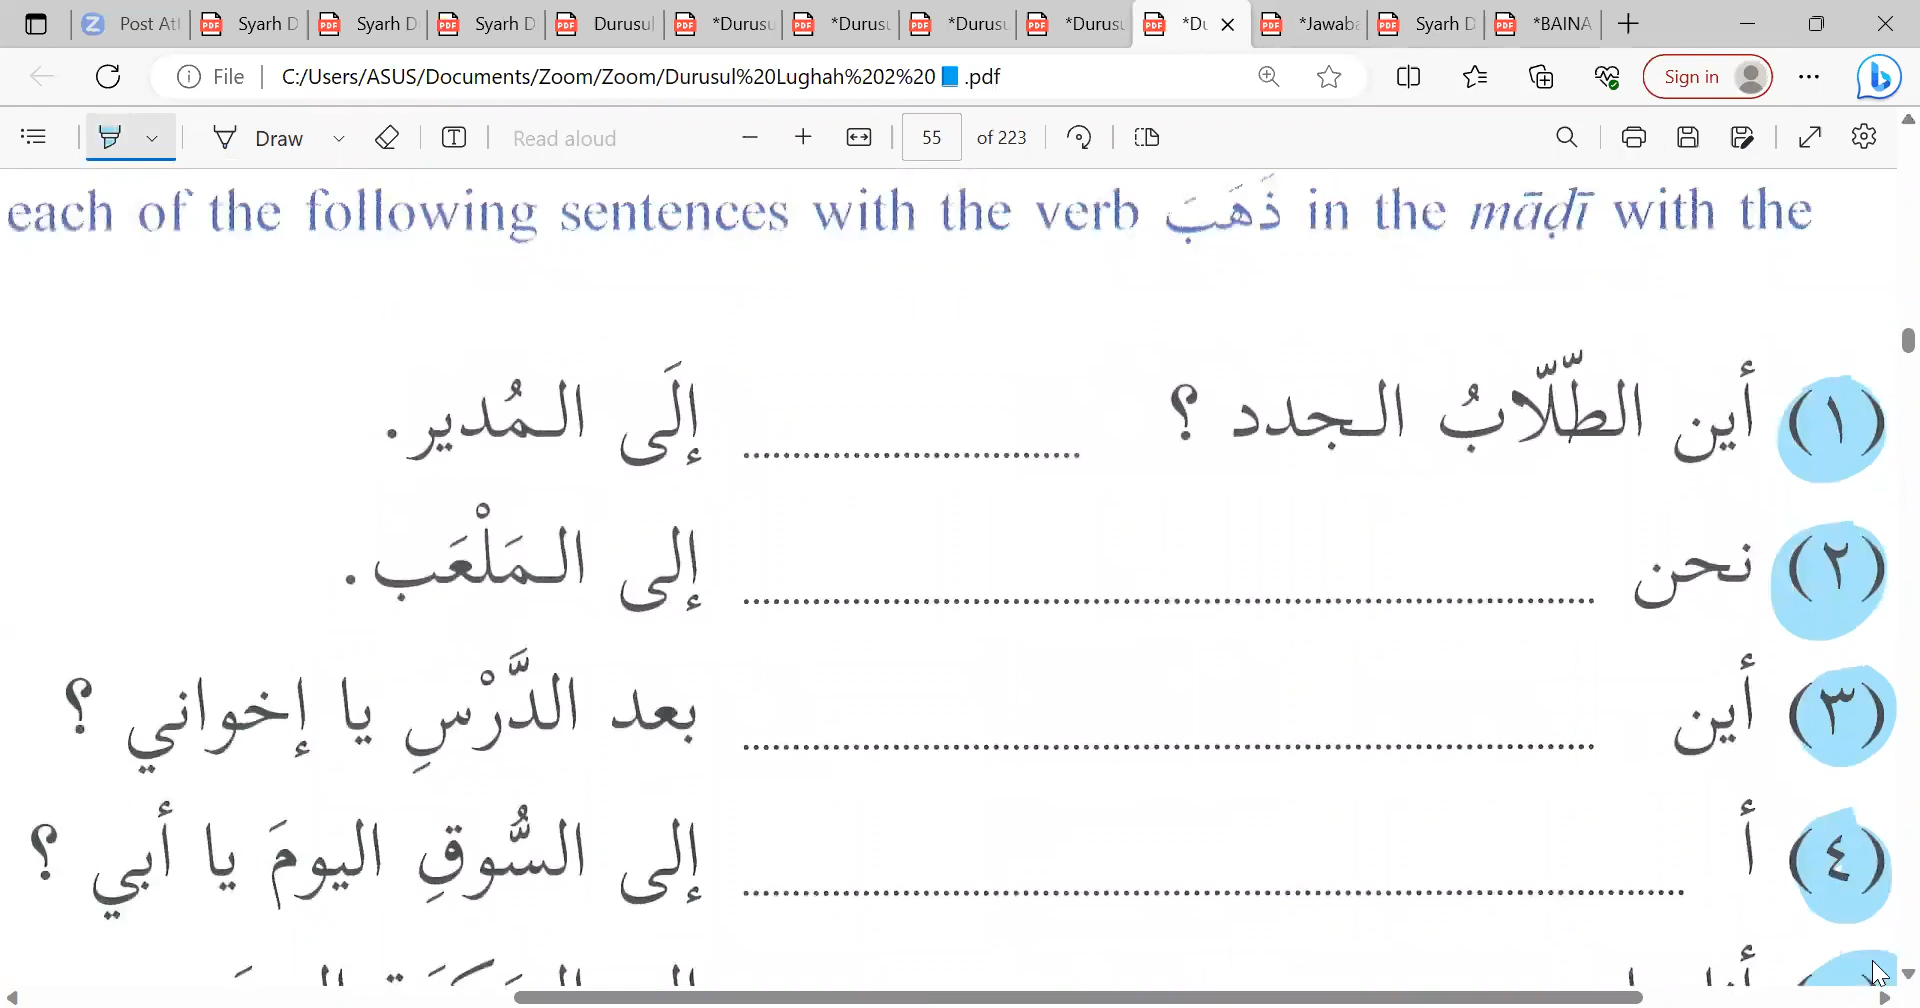 Post Att
Syarh D
Syarh D
Syarh D
Durusul
*Durusu
*Durusu
*Durusu
*Durusu
*Du
*Jawaba
Syarh D
*BAINA
File
C:/Users/ASUS/Documents/Zoom/Zoom/Durusul%20Lughah%202%20📘.pdf
Sign in
Draw
Read aloud
55 of 223
each of the following sentences with the verb ذَهَبَ in the māḍī with the
(١) أين الطّلّابُ الجدد ؟ .............................. إلَى المُدير.
(٢) نحن .............................. إلى المَلْعَب.
(٣) أين .............................. بعد الدَّرْسِ يا إخواني ؟
(٤) أ .............................. إلى السُّوقِ اليومَ يا أبي ؟